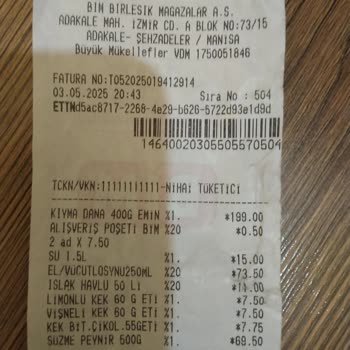 BİM BİRLEŞİK MAĞAZALAR A.Ş.
ADAKALE MAH. İZMİR CD. A BLOK NO:73/15
ADAKALE- ŞEHZADELER / MANİSA
Büyük Mükellefler VDM 1750051846
FATURA NO:T052025019412914
03.05.2025 20:43 Sıra No : 504
ETTNd5ac8717-2268-4e29-b626-5722d93e1d9d
14640020305505570504
TCKN/VKN:11111111111-NİHAİ TÜKETİCİ
KIYMA DANA 400G EMİN %1. *199.00
ALIŞVERİŞ POŞETİ BİM %20 *0.50
2 ad X 7.50
SU 1.5L %1. *15.00
EL/VÜCUTLOSYNU250ML %20 *73.50
ISLAK HAVLU 50 Lİ %20 *11.00
LİMONLU KEK 60 G ETİ %1. *7.50
VİŞNELİ KEK 60 G ETİ %1. *7.50
KEK BİT.ÇİKOL.55GETİ %1. *7.75
SÜZME PEYNİR 500G %1. *69.50